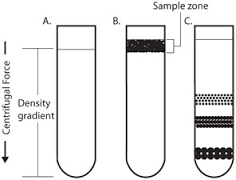 Sample zone
A.
B.
C.
Centrifugal Force
Density
gradient